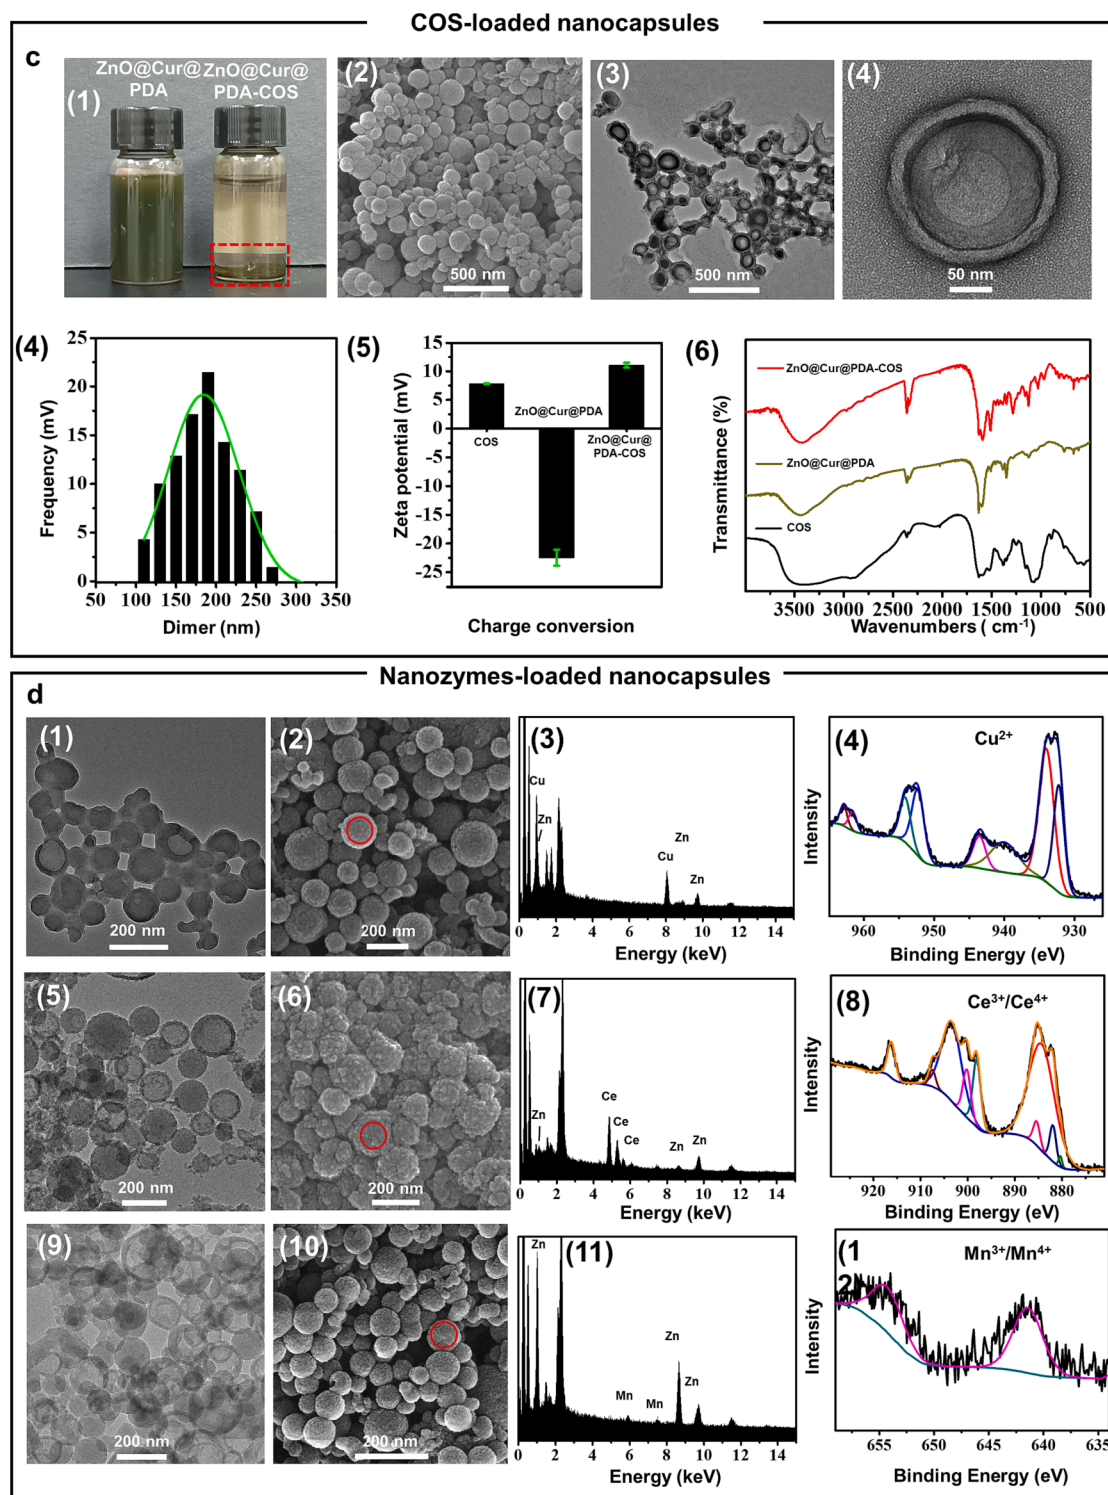 COS-loaded nanocapsules
c
ZnO@Cur@ ZnO@Cur@
PDA PDA-COS
(1)
(2)
500 nm
(3)
500 nm
(4)
50 nm
(4)
Frequency (mV)
25
20
15
10
5
0
50 100 150 200 250 300 350
Dimer (nm)
(5)
Zeta potential (mV)
15
10
5
0
-5
-10
-15
-20
-25
COS
ZnO@Cur@PDA
ZnO@Cur@
PDA-COS
Charge conversion
(6)
Transmittance (%)
ZnO@Cur@PDA-COS
ZnO@Cur@PDA
COS
3500 3000 2500 2000 1500 1000 500
Wavenumbers ( cm⁻¹)
Nanozymes-loaded nanocapsules
d
(1)
200 nm
(2)
200 nm
(3)
Cu
Zn
Zn
Cu
Zn
0 2 4 6 8 10 12 14
Energy (keV)
(4)
Cu²⁺
Intensity
960 950 940 930
Binding Energy (eV)
(5)
200 nm
(6)
200 nm
(7)
Zn
Ce
Ce
Ce
Zn
Zn
0 2 4 6 8 10 12 14
Energy (keV)
(8)
Ce³⁺/Ce⁴⁺
Intensity
920 910 900 890 880
Binding Energy (eV)
(9)
200 nm
(10)
200 nm
(11)
Zn
Mn
Mn
Zn
Zn
0 2 4 6 8 10 12 14
Energy (keV)
(1
2)
Mn³⁺/Mn⁴⁺
Intensity
655 650 645 640 635
Binding Energy (eV)